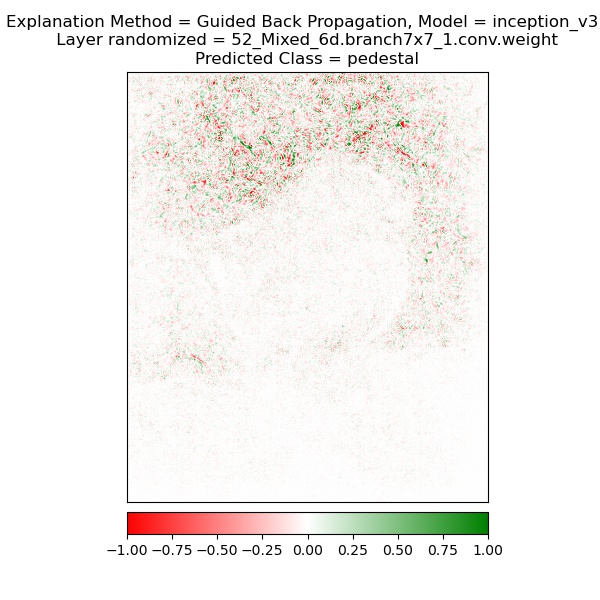 Explanation Method = Guided Back Propagation, Model = inception_v3
Layer randomized = 52_Mixed_6d.branch7x7_1.conv.weight
Predicted Class = pedestal
−1.00 −0.75 −0.50 −0.25 0.00 0.25 0.50 0.75 1.00